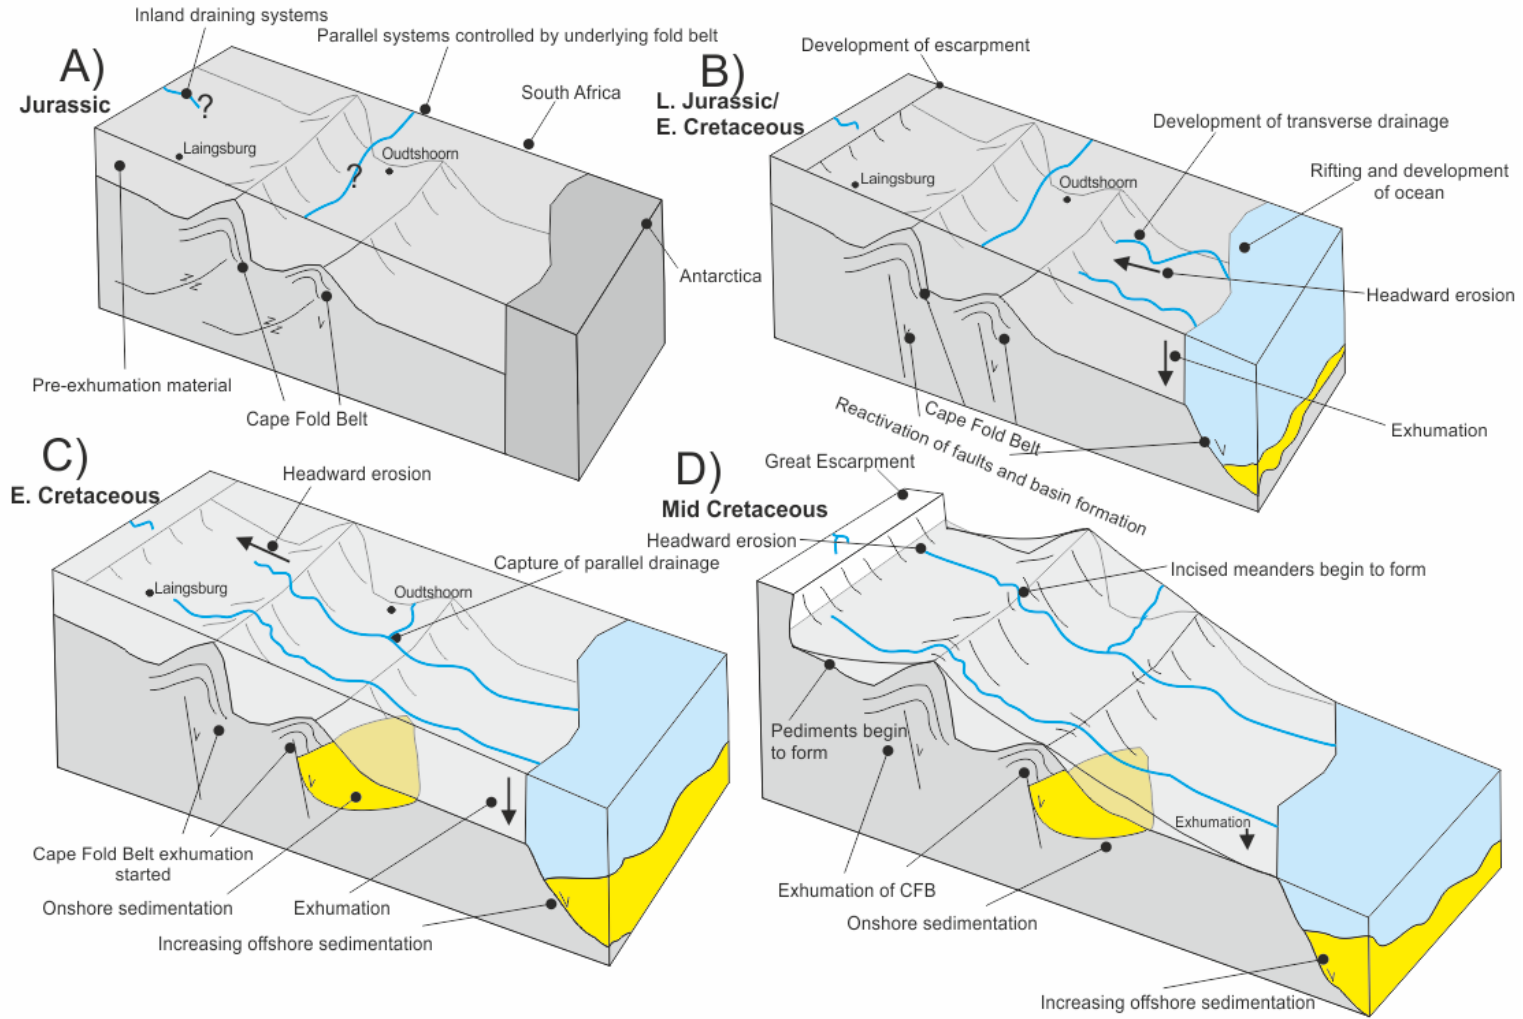 A)
Jurassic
Inland draining systems
Parallel systems controlled by underlying fold belt
South Africa
?
Laingsburg
Oudtshoorn
?
Antarctica
Pre-exhumation material
Cape Fold Belt
B)
L. Jurassic/
E. Cretaceous
Development of escarpment
Development of transverse drainage
Rifting and development
of ocean
Laingsburg
Oudtshoorn
Headward erosion
Exhumation
Cape Fold Belt
Reactivation of faults and basin formation
C)
E. Cretaceous
Headward erosion
Capture of parallel drainage
Laingsburg
Oudtshoorn
Cape Fold Belt exhumation
started
Onshore sedimentation
Exhumation
Increasing offshore sedimentation
D)
Mid Cretaceous
Great Escarpment
Headward erosion
Incised meanders begin to form
Pediments begin
to form
Exhumation
Exhumation of CFB
Onshore sedimentation
Increasing offshore sedimentation